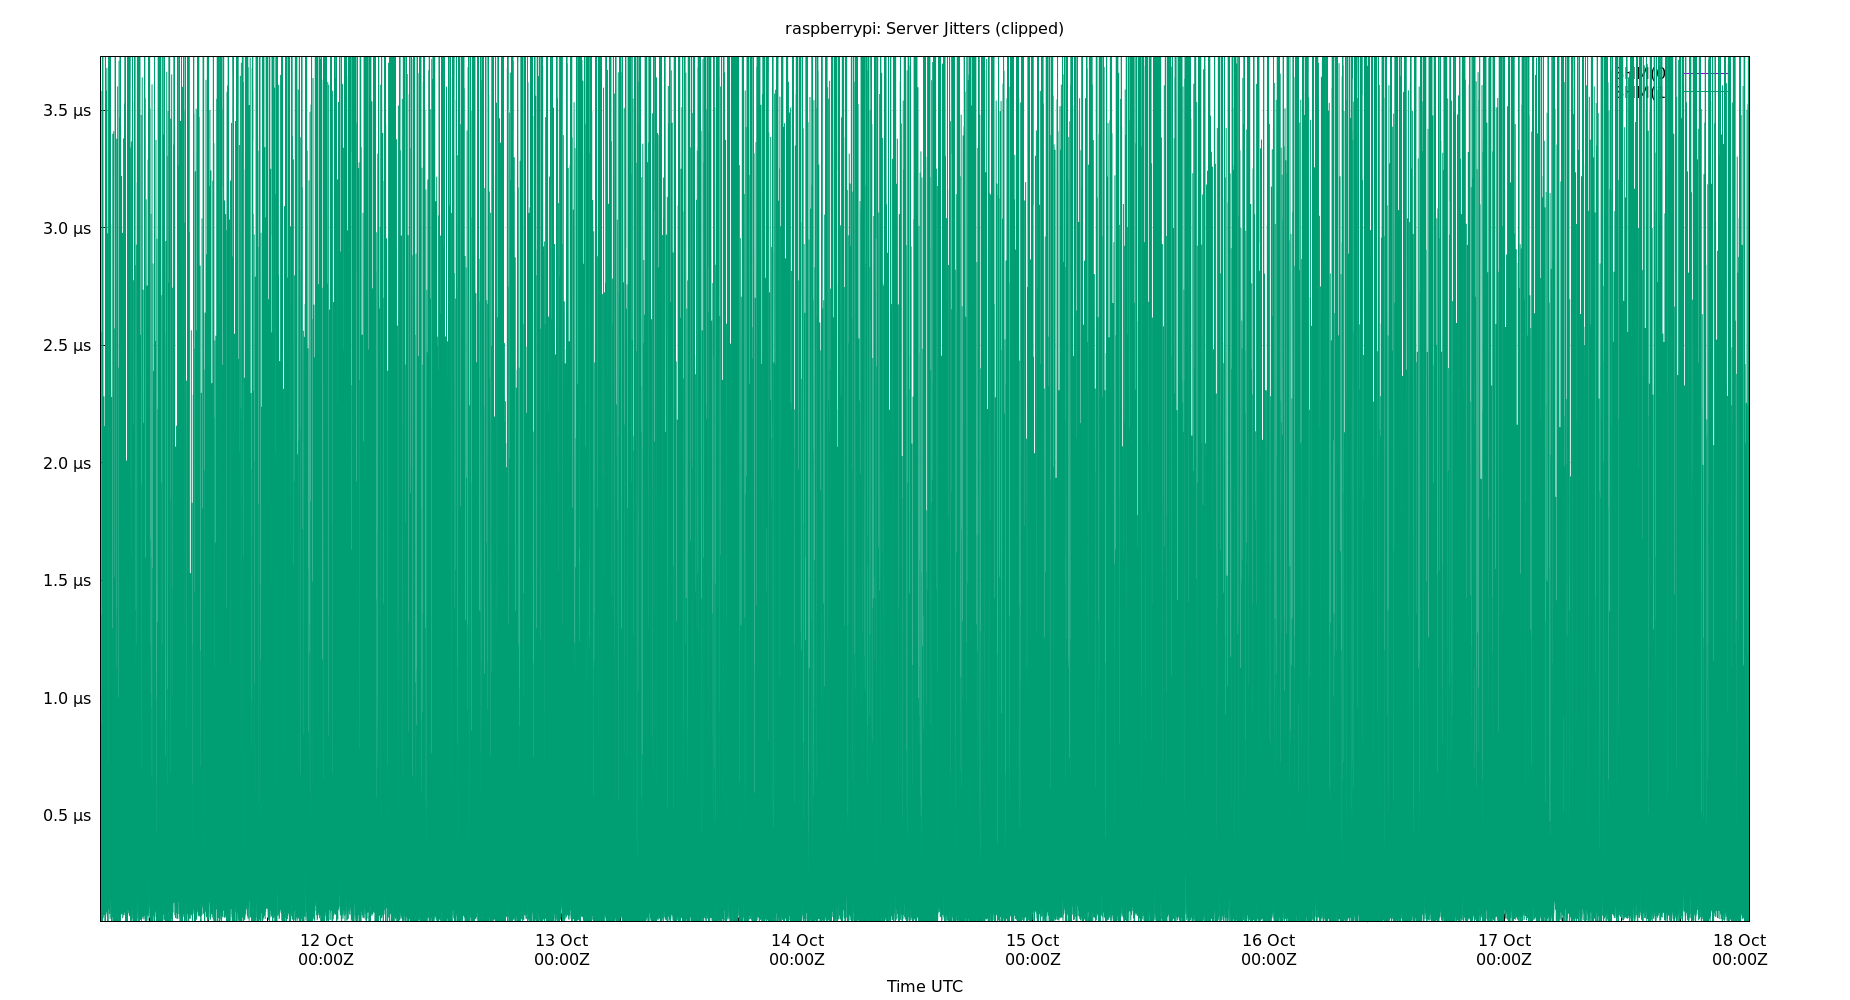 raspberrypi: Server Jitters (clipped)
3.5 µs
3.0 µs
2.5 µs
2.0 µs
1.5 µs
1.0 µs
0.5 µs
12 Oct
00:00Z
13 Oct
00:00Z
14 Oct
00:00Z
15 Oct
00:00Z
16 Oct
00:00Z
17 Oct
00:00Z
18 Oct
00:00Z
Time UTC